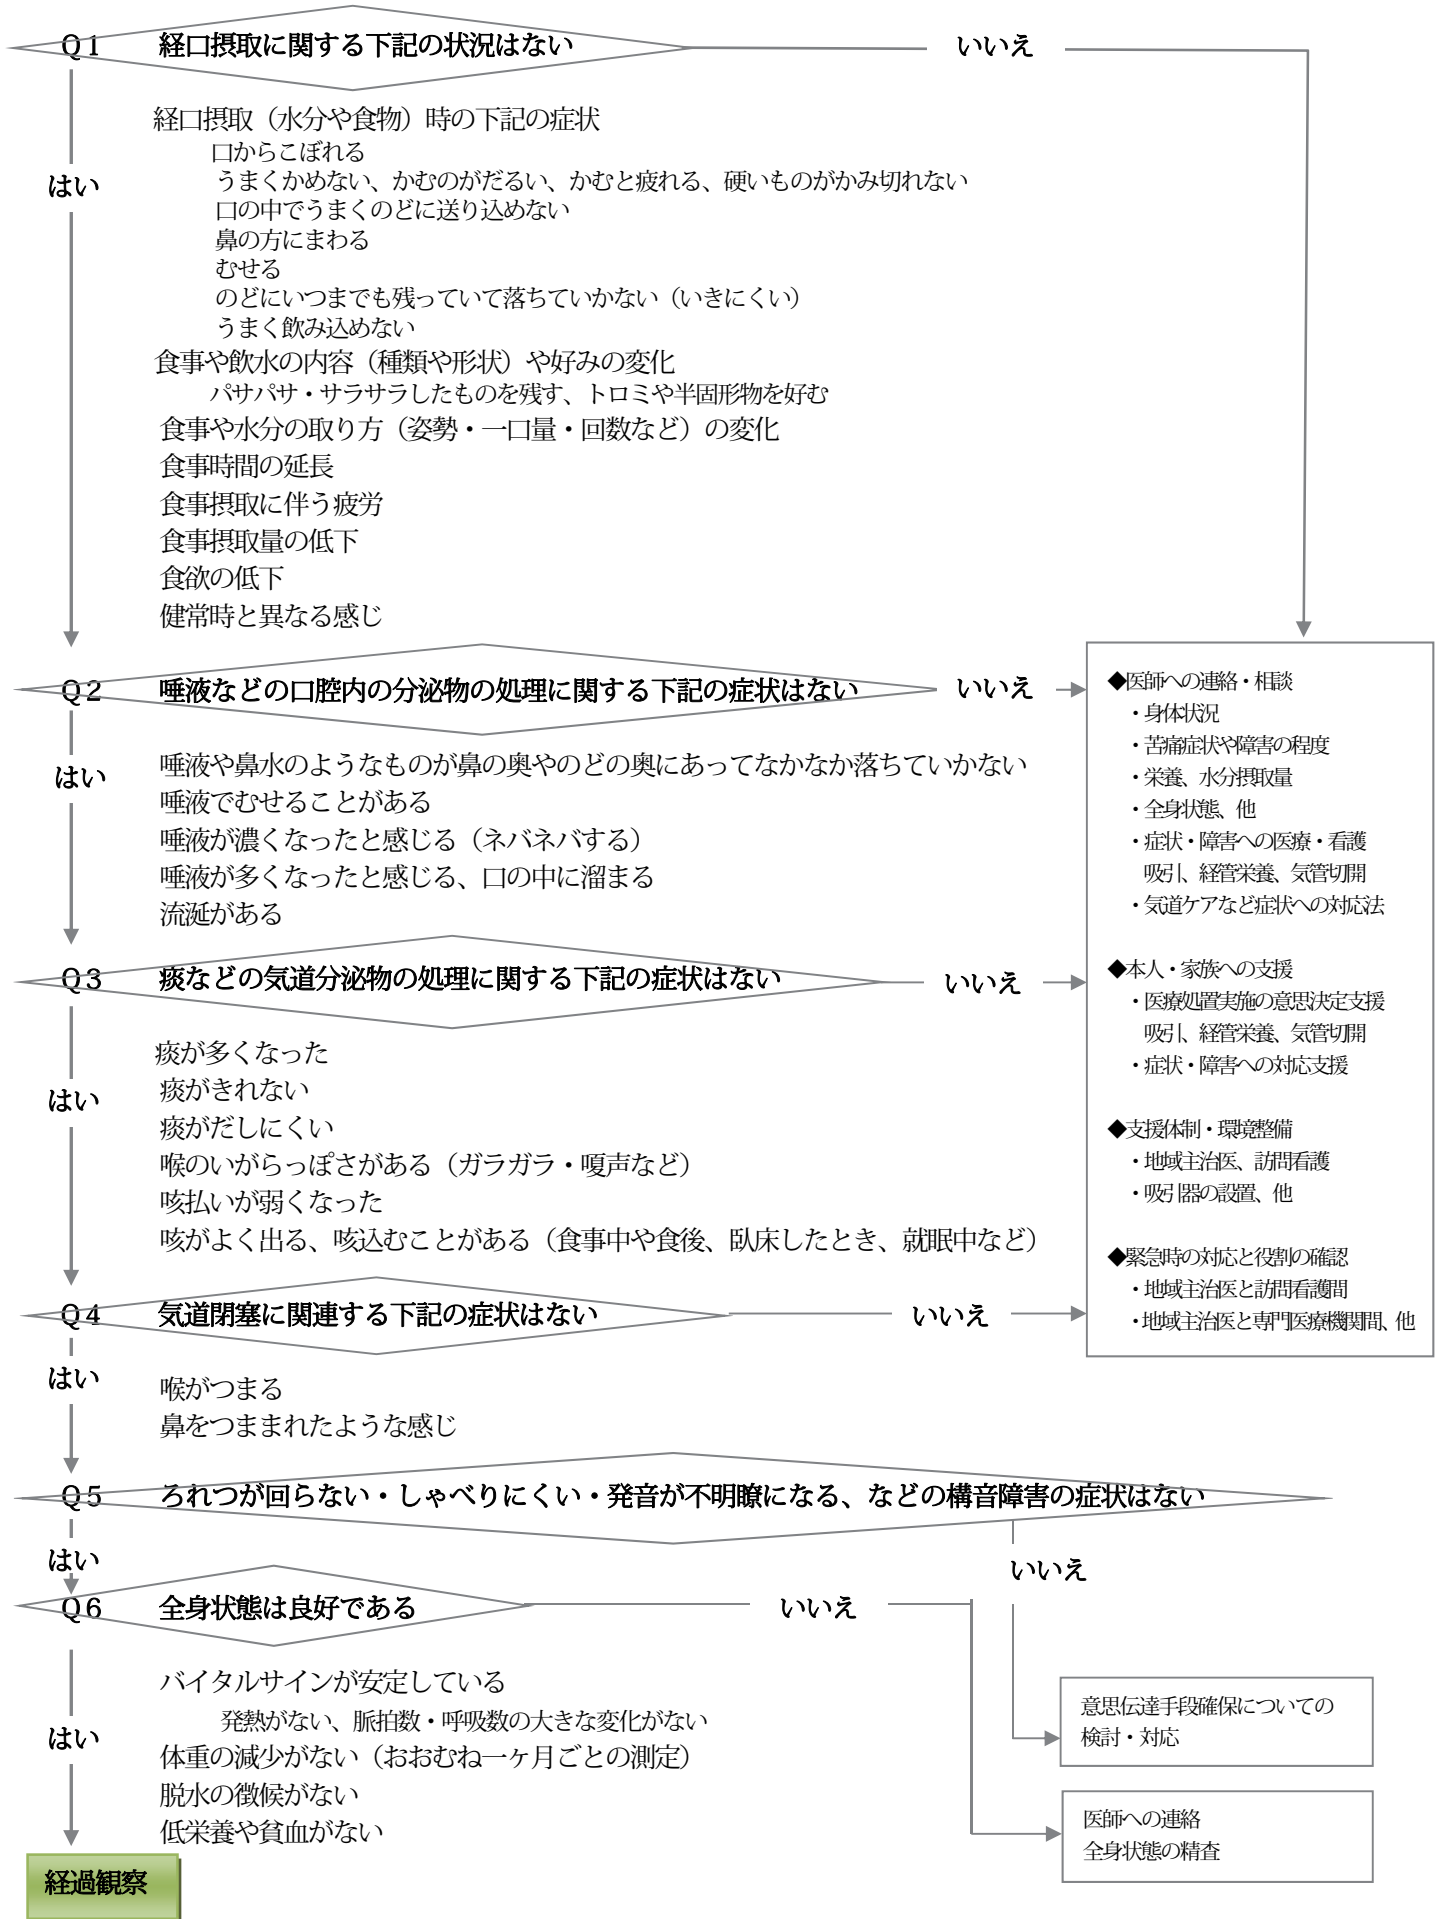 Q1 経口摂取に関する下記の状況はない
いいえ
経口摂取（水分や食物）時の下記の症状
口からこぼれる
はい
うまくかめない、かむのがだるい、かむと疲れる、硬いものがかみ切れない
口の中でうまくのどに送り込めない
鼻の方にまわる
むせる
のどにいつまでも残っていて落ちていかない（いきにくい）
うまく飲み込めない
食事や飲水の内容（種類や形状）や好みの変化
パサパサ・サラサラしたものを残す、トロミや半固形物を好む
食事や水分の取り方（姿勢・一口量・回数など）の変化
食事時間の延長
食事摂取に伴う疲労
食事摂取量の低下
食欲の低下
健常時と異なる感じ
Q2 唾液などの口腔内の分泌物の処理に関する下記の症状はない
いいえ
はい
唾液や鼻水のようなものが鼻の奥やのどの奥にあってなかなか落ちていかない
唾液でむせることがある
唾液が濃くなったと感じる（ネバネバする）
唾液が多くなったと感じる、口の中に溜まる
流涎がある
Q3 痰などの気道分泌物の処理に関する下記の症状はない
いいえ
痰が多くなった
痰がきれない
はい
痰がだしにくい
喉のいがらっぽさがある（ガラガラ・嗄声など）
咳払いが弱くなった
咳がよく出る、咳込むことがある（食事中や食後、臥床したとき、就眠中など）
Q4 気道閉塞に関連する下記の症状はない
いいえ
はい
喉がつまる
鼻をつままれたような感じ
◆医師への連絡・相談
・身体状況
・苦痛症状や障害の程度
・栄養、水分摂取量
・全身状態、他
・症状・障害への医療・看護
吸引、経管栄養、気管切開
・気道ケアなど症状への対応法
◆本人・家族への支援
・医療処置実施の意思決定支援
吸引、経管栄養、気管切開
・症状・障害への対応支援
◆支援体制・環境整備
・地域主治医、訪問看護
・吸引器の設置、他
◆緊急時の対応と役割の確認
・地域主治医と訪問看護間
・地域主治医と専門医療機関間、他
Q5 ろれつが回らない・しゃべりにくい・発音が不明瞭になる、などの構音障害の症状はない
はい
いいえ
Q6 全身状態は良好である
いいえ
バイタルサインが安定している
発熱がない、脈拍数・呼吸数の大きな変化がない
はい
体重の減少がない（おおむね一ヶ月ごとの測定）
脱水の徴候がない
低栄養や貧血がない
意思伝達手段確保についての
検討・対応
医師への連絡
全身状態の精査
経過観察